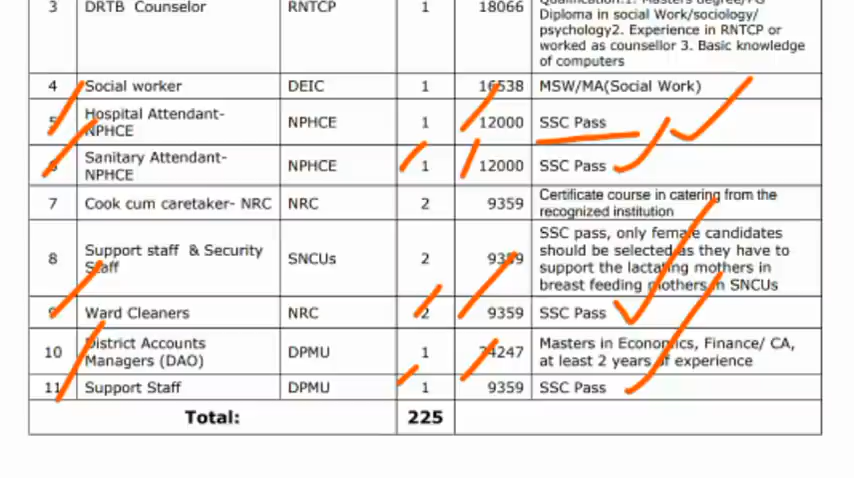 Qualification:1. Masters degree/PG
3 DRTB Counselor RNTCP 1 18066 Diploma in social Work/sociology/
psychology2. Experience in RNTCP or
worked as counsellor 3. Basic knowledge
of computers
4 Social worker DEIC 1 16538 MSW/MA(Social Work)
5 Hospital Attendant-
NPHCE NPHCE 1 12000 SSC Pass
6 Sanitary Attendant-
NPHCE NPHCE 1 12000 SSC Pass
7 Cook cum caretaker- NRC NRC 2 9359 Certificate course in catering from the
recognized institution
8 Support staff & Security
Staff SNCUs 2 9359 SSC pass, only female candidates
should be selected as they have to
support the lactating mothers in
breast feeding mothers in SNCUs
9 Ward Cleaners NRC 2 9359 SSC Pass
10 District Accounts
Managers (DAO) DPMU 1 24247 Masters in Economics, Finance/ CA,
at least 2 years of experience
11 Support Staff DPMU 1 9359 SSC Pass
Total: 225